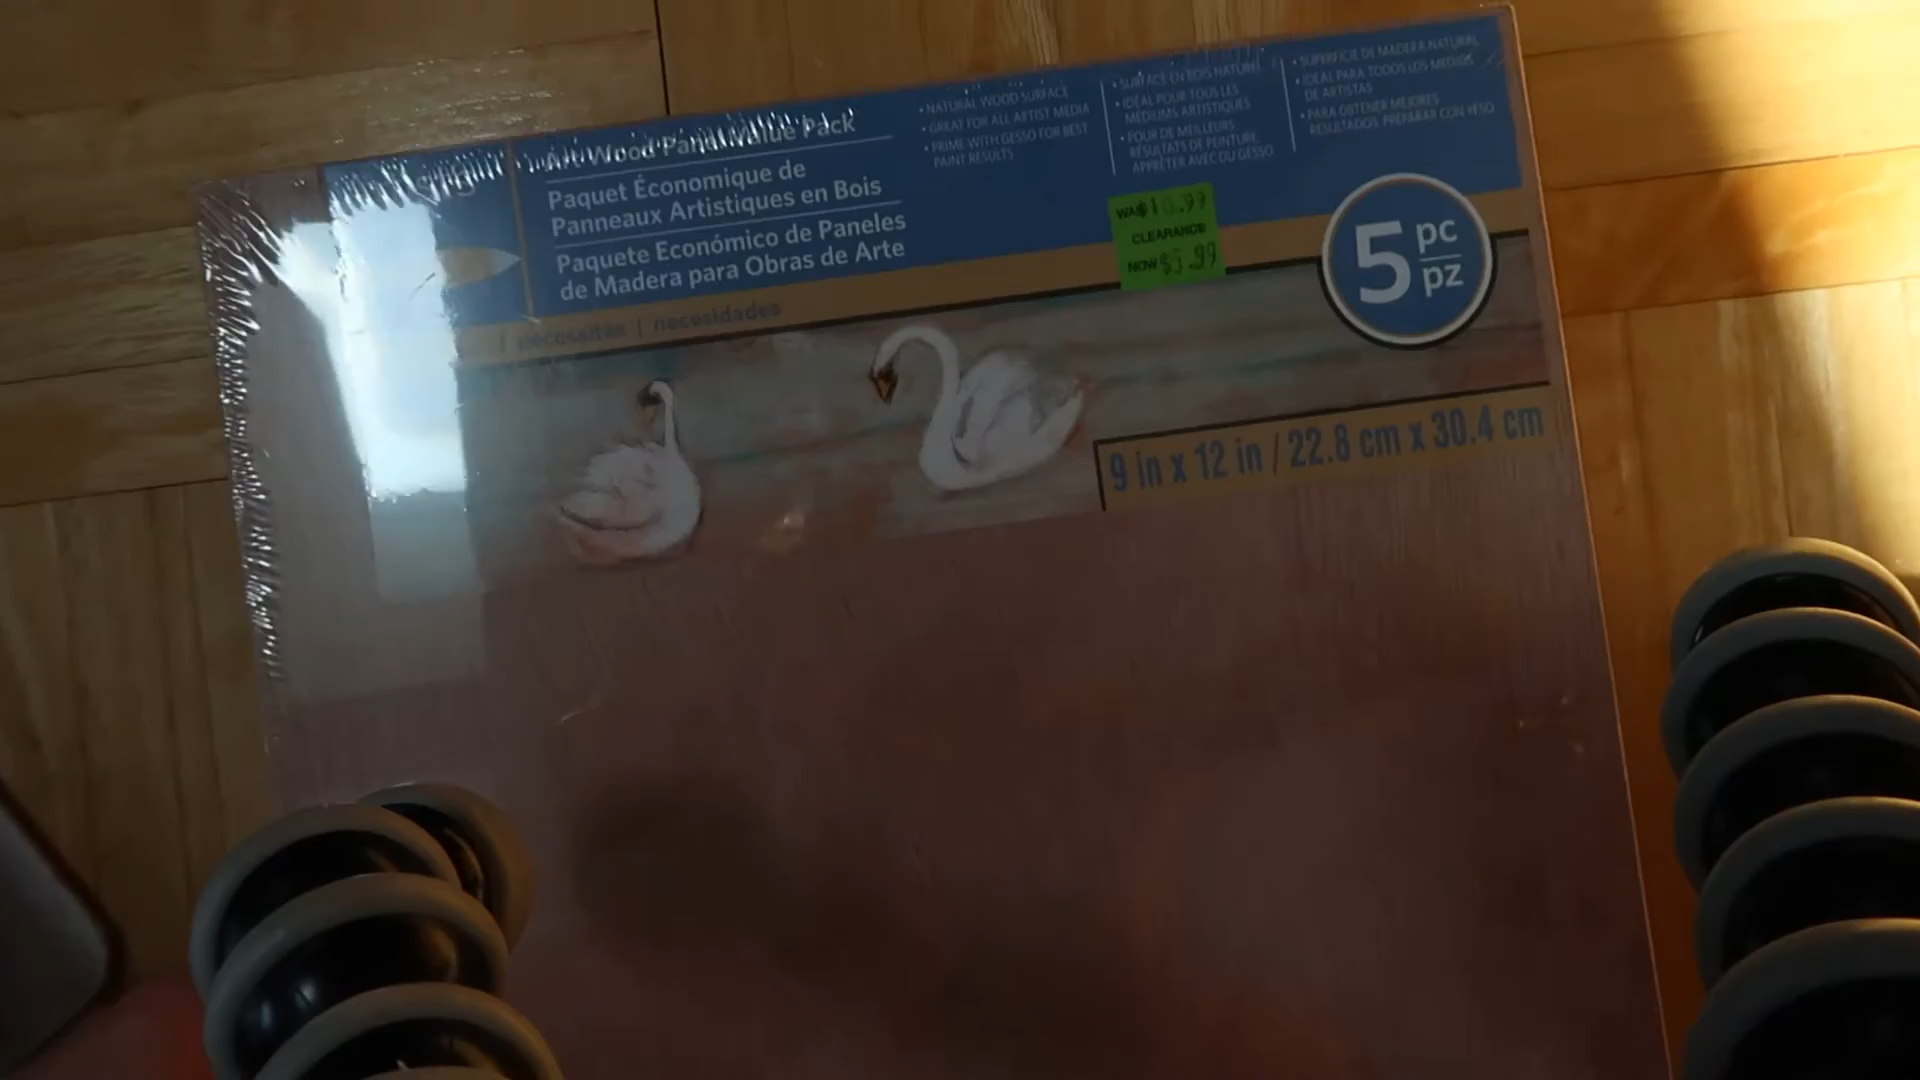 Art Wood Panel Value Pack
Paquet Économique de
Panneaux Artistiques en Bois
Paquete Económico de Paneles
de Madera para Obras de Arte
• NATURAL WOOD SURFACE
• GREAT FOR ALL ARTIST MEDIA
• PRIME WITH GESSO FOR BEST
PAINT RESULTS
• SURFACE EN BOIS NATUREL
• IDÉAL POUR TOUS LES
MÉDIUMS ARTISTIQUES
• POUR DE MEILLEURS
RÉSULTATS DE PEINTURE,
APPRÊTER AVEC DU GESSO
• SUPERFICIE DE MADERA NATURAL
• IDEAL PARA TODOS LOS MEDIOS
DE ARTISTAS
• PARA OBTENER MEJORES
RESULTADOS, PREPARAR CON YESO
WAS
CLEARANCE
NOW $3.99
5 pc
pz
| necesidades
9 in x 12 in / 22.8 cm x 30.4 cm